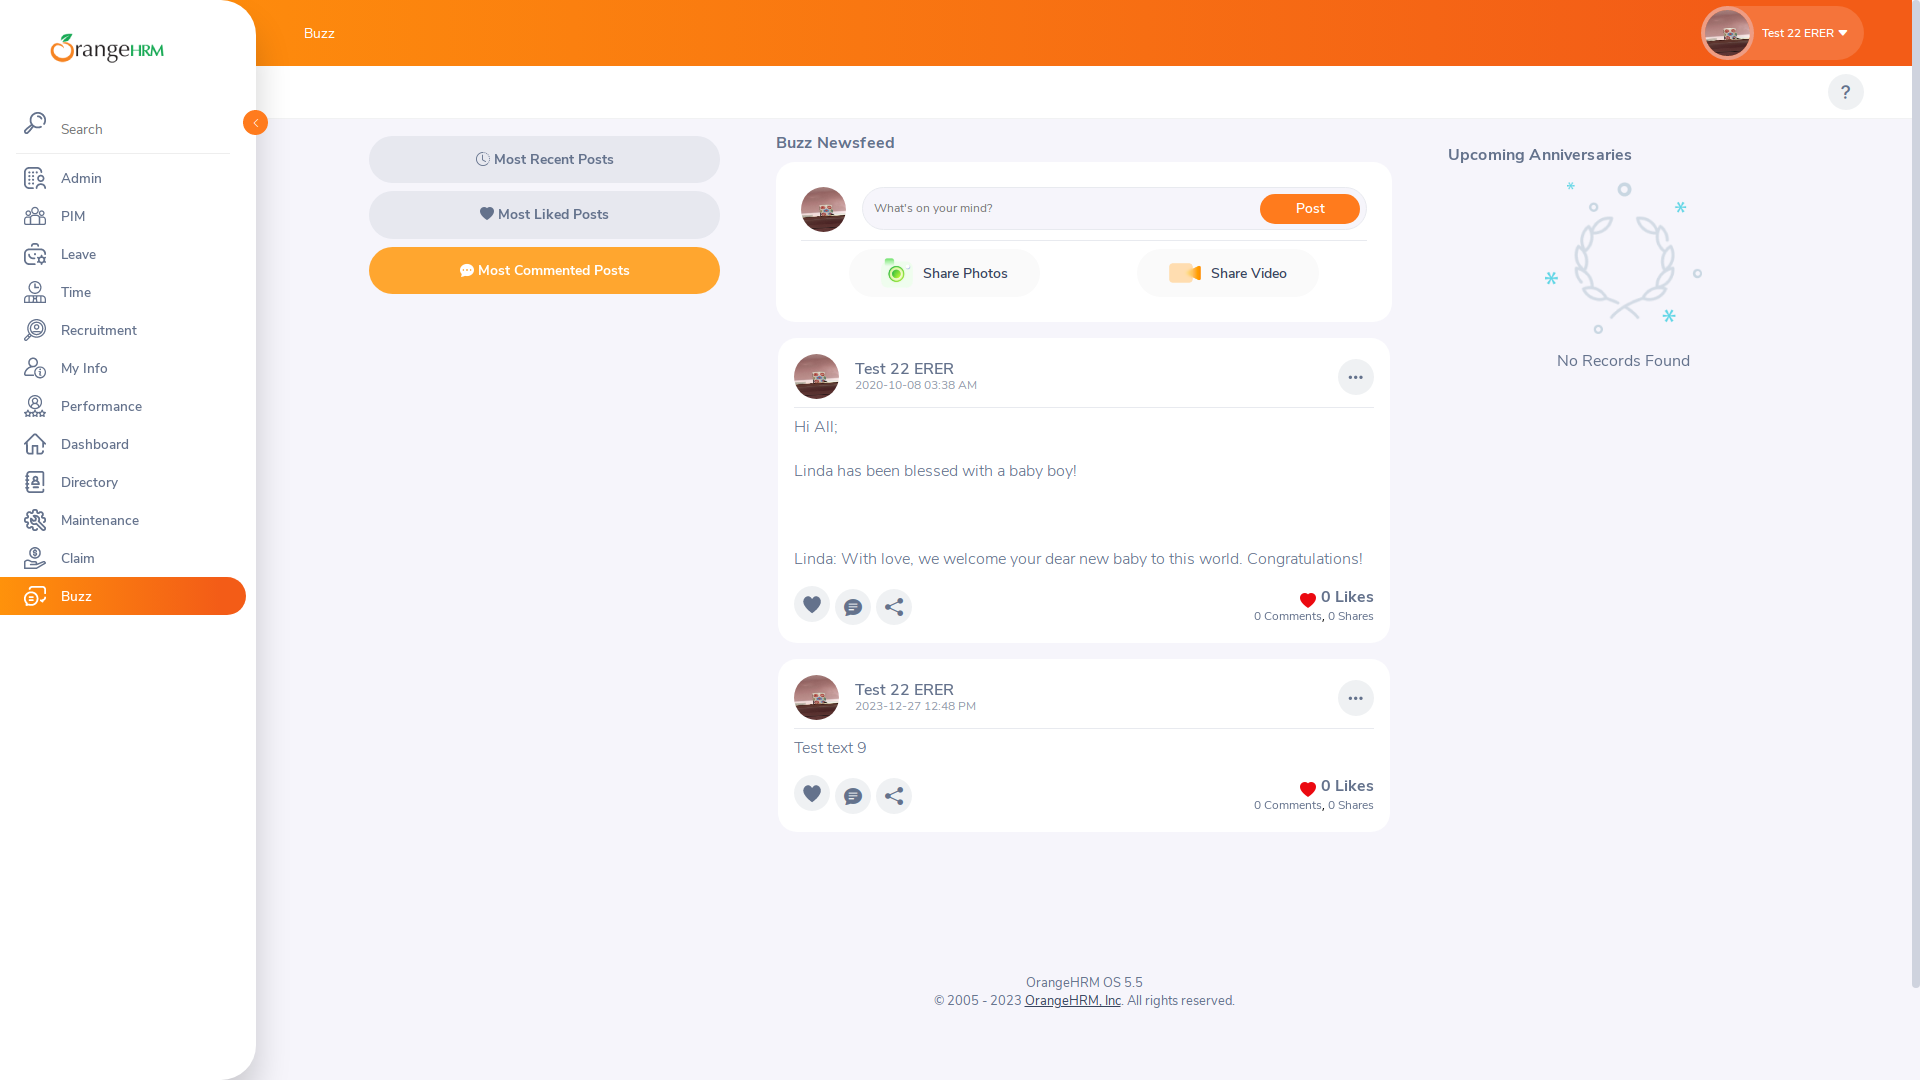 OrangeHRM
Search
Admin
PIM
Leave
Time
Recruitment
My Info
Performance
Dashboard
Directory
Maintenance
Claim
Buzz
Buzz
Test 22 ERER
?
Most Recent Posts
Most Liked Posts
Most Commented Posts
Buzz Newsfeed
What's on your mind?
Post
Share Photos
Share Video
Test 22 ERER
2020-10-08 03:38 AM
Hi All;
Linda has been blessed with a baby boy!
Linda: With love, we welcome your dear new baby to this world. Congratulations!
0 Likes
0 Comments, 0 Shares
Test 22 ERER
2023-12-27 12:48 PM
Test text 9
0 Likes
0 Comments, 0 Shares
Upcoming Anniversaries
No Records Found
OrangeHRM OS 5.5
© 2005 - 2023 OrangeHRM, Inc. All rights reserved.